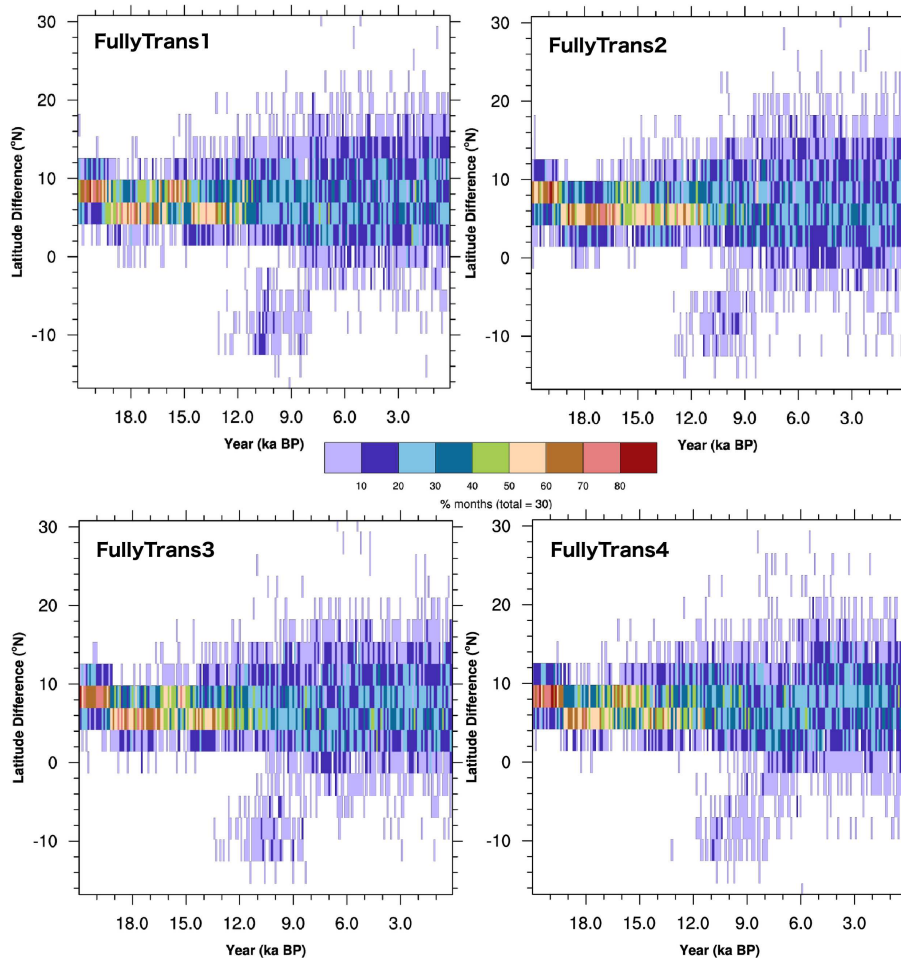 FullyTrans1
30
20
10
0
-10
Latitude Difference (°N)
18.0 15.0 12.0 9.0 6.0 3.0
Year (ka BP)
FullyTrans2
30
20
10
0
-10
Latitude Difference (°N)
18.0 15.0 12.0 9.0 6.0 3.0
Year (ka BP)
10 20 30 40 50 60 70 80
% months (total = 30)
FullyTrans3
30
20
10
0
-10
Latitude Difference (°N)
18.0 15.0 12.0 9.0 6.0 3.0
Year (ka BP)
FullyTrans4
30
20
10
0
-10
Latitude Difference (°N)
18.0 15.0 12.0 9.0 6.0 3.0
Year (ka BP)